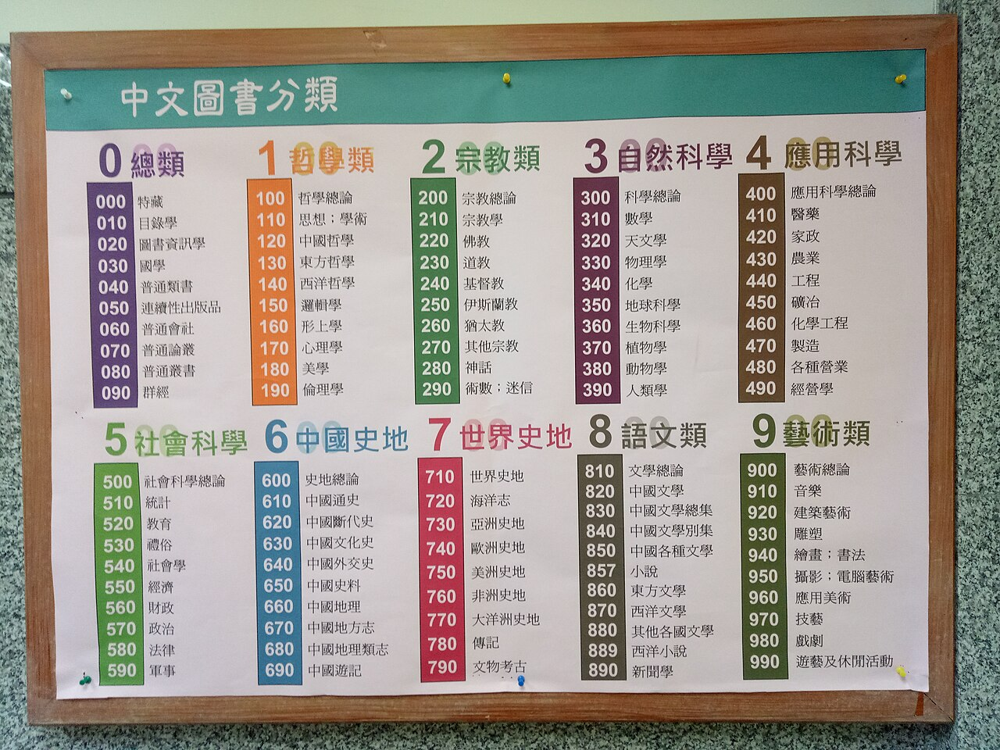 中文圖書分類
0 總類
000 特藏
010 目錄學
020 圖書資訊學
030 國學
040 普通類書
050 連續性出版品
060 普通會社
070 普通論叢
080 普通叢書
090 群經
1 哲學類
100 哲學總論
110 思想；學術
120 中國哲學
130 東方哲學
140 西洋哲學
150 邏輯學
160 形上學
170 心理學
180 美學
190 倫理學
2 宗教類
200 宗教總論
210 宗教學
220 佛教
230 道教
240 基督教
250 伊斯蘭教
260 猶太教
270 其他宗教
280 神話
290 術數；迷信
3 自然科學
300 科學總論
310 數學
320 天文學
330 物理學
340 化學
350 地球科學
360 生物科學
370 植物學
380 動物學
390 人類學
4 應用科學
400 應用科學總論
410 醫藥
420 家政
430 農業
440 工程
450 礦冶
460 化學工程
470 製造
480 各種營業
490 經營學
5 社會科學
500 社會科學總論
510 統計
520 教育
530 禮俗
540 社會學
550 經濟
560 財政
570 政治
580 法律
590 軍事
6 中國史地
600 史地總論
610 中國通史
620 中國斷代史
630 中國文化史
640 中國外交史
650 中國史料
660 中國地理
670 中國地方志
680 中國地理類志
690 中國遊記
7 世界史地
710 世界史地
720 海洋志
730 亞洲史地
740 歐洲史地
750 美洲史地
760 非洲史地
770 大洋洲史地
780 傳記
790 文物考古
8 語文類
810 文學總論
820 中國文學
830 中國文學總集
840 中國文學別集
850 中國各種文學
857 小說
860 東方文學
870 西洋文學
880 其他各國文學
889 西洋小說
890 新聞學
9 藝術類
900 藝術總論
910 音樂
920 建築藝術
930 雕塑
940 繪畫；書法
950 攝影；電腦藝術
960 應用美術
970 技藝
980 戲劇
990 遊藝及休閒活動